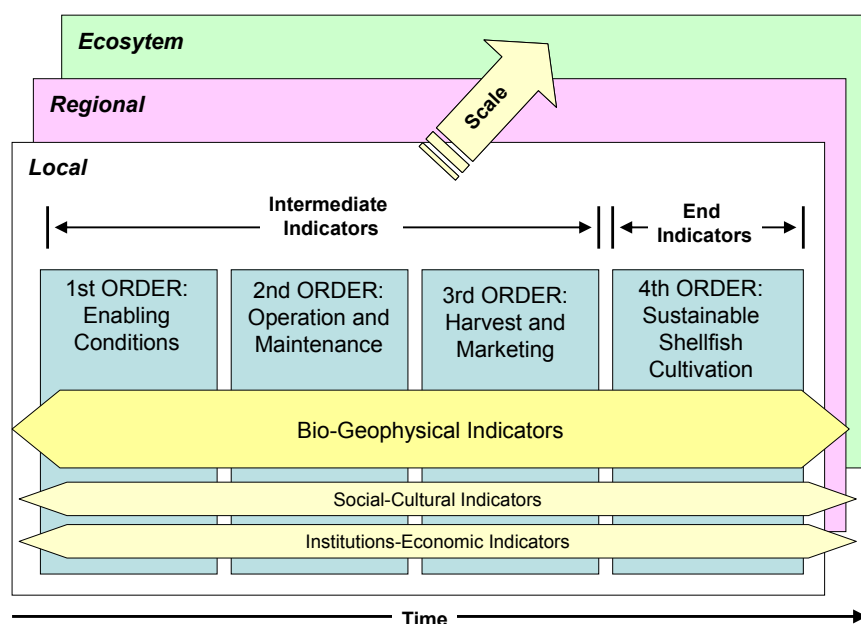 Ecosytem
Regional
Scale
Local
Intermediate
Indicators
End
Indicators
1st ORDER:
Enabling
Conditions
2nd ORDER:
Operation and
Maintenance
3rd ORDER:
Harvest and
Marketing
4th ORDER:
Sustainable
Shellfish
Cultivation
Bio-Geophysical Indicators
Social-Cultural Indicators
Institutions-Economic Indicators
Time